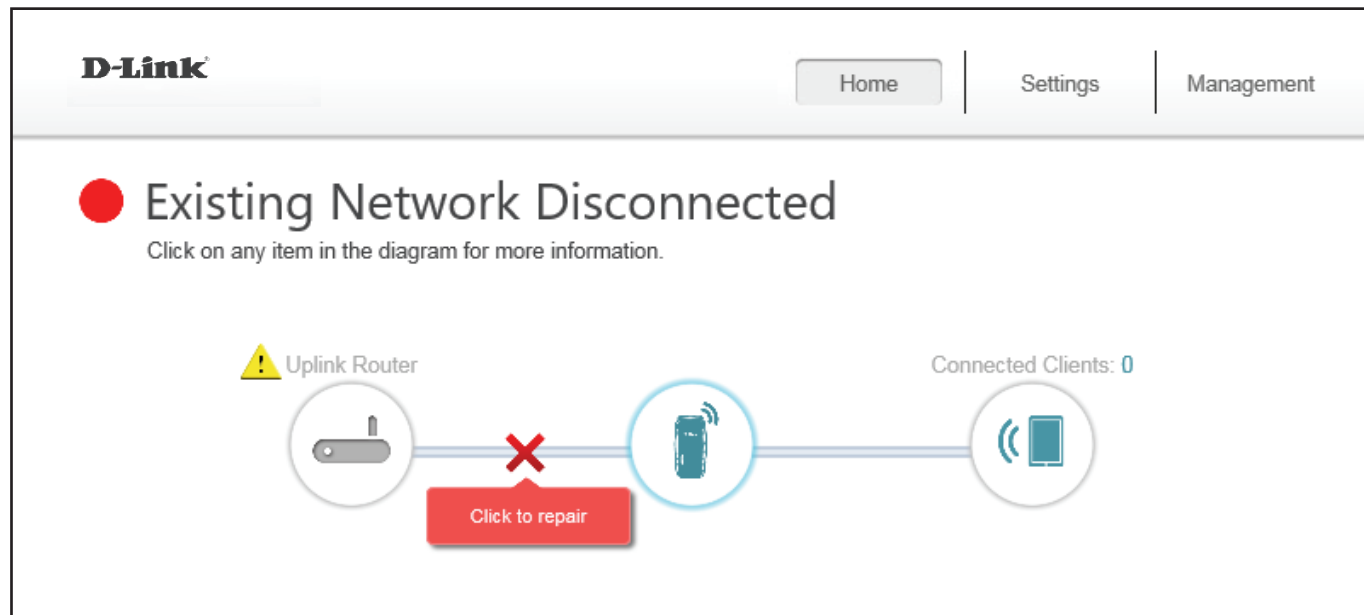 D-Link
Home
Settings
Management
Existing Network Disconnected
Click on any item in the diagram for more information.
Uplink Router
Connected Clients: 0
Click to repair